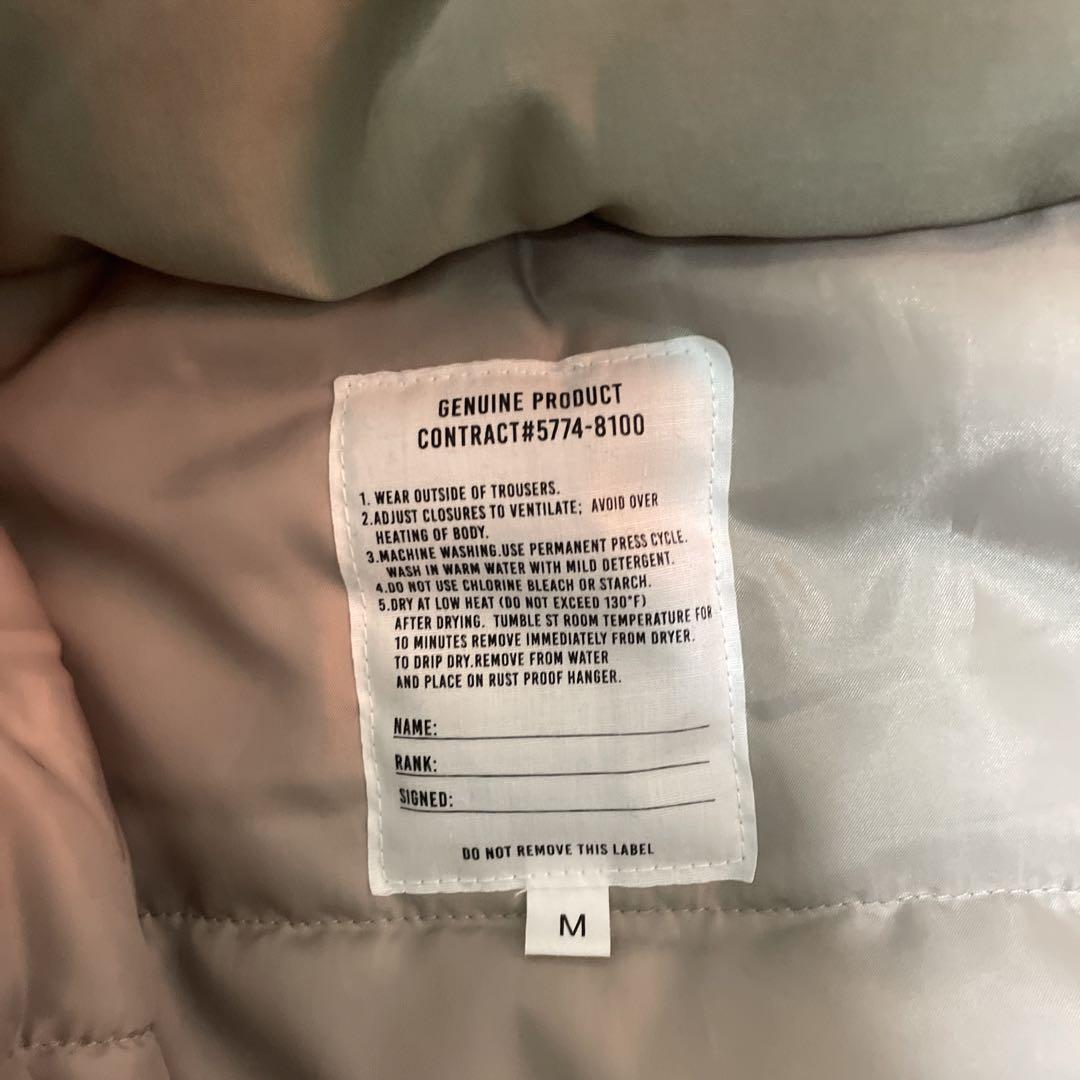 GENUINE PRODUCT
CONTRACT#5774-8100
1. WEAR OUTSIDE OF TROUSERS.
2.ADJUST CLOSURES TO VENTILATE; AVOID OVER
HEATING OF BODY.
3.MACHINE WASHING.USE PERMANENT PRESS CYCLE.
WASH IN WARM WATER WITH MILD DETERGENT.
4.DO NOT USE CHLORINE BLEACH OR STARCH.
5.DRY AT LOW HEAT (DO NOT EXCEED 130°F)
AFTER DRYING. TUMBLE ST ROOM TEMPERATURE FOR
10 MINUTES REMOVE IMMEDIATELY FROM DRYER.
TO DRIP DRY.REMOVE FROM WATER
AND PLACE ON RUST PROOF HANGER.
NAME:
RANK:
SIGNED:
DO NOT REMOVE THIS LABEL
M